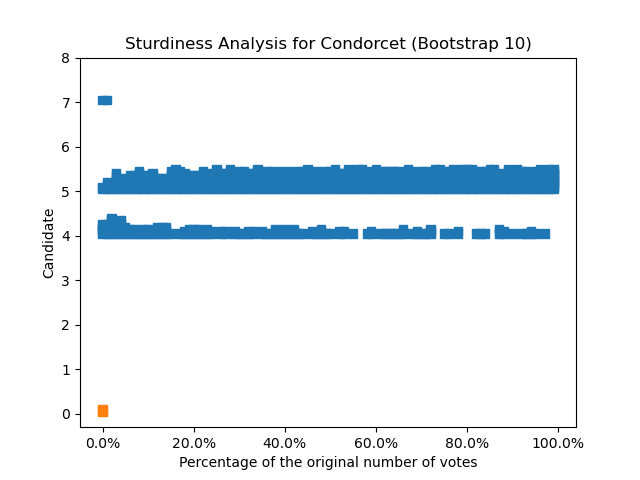 Sturdiness Analysis for Condorcet (Bootstrap 10)
8
7
6
5
4
3
2
1
0
Candidate
0.0% 20.0% 40.0% 60.0% 80.0% 100.0%
Percentage of the original number of votes